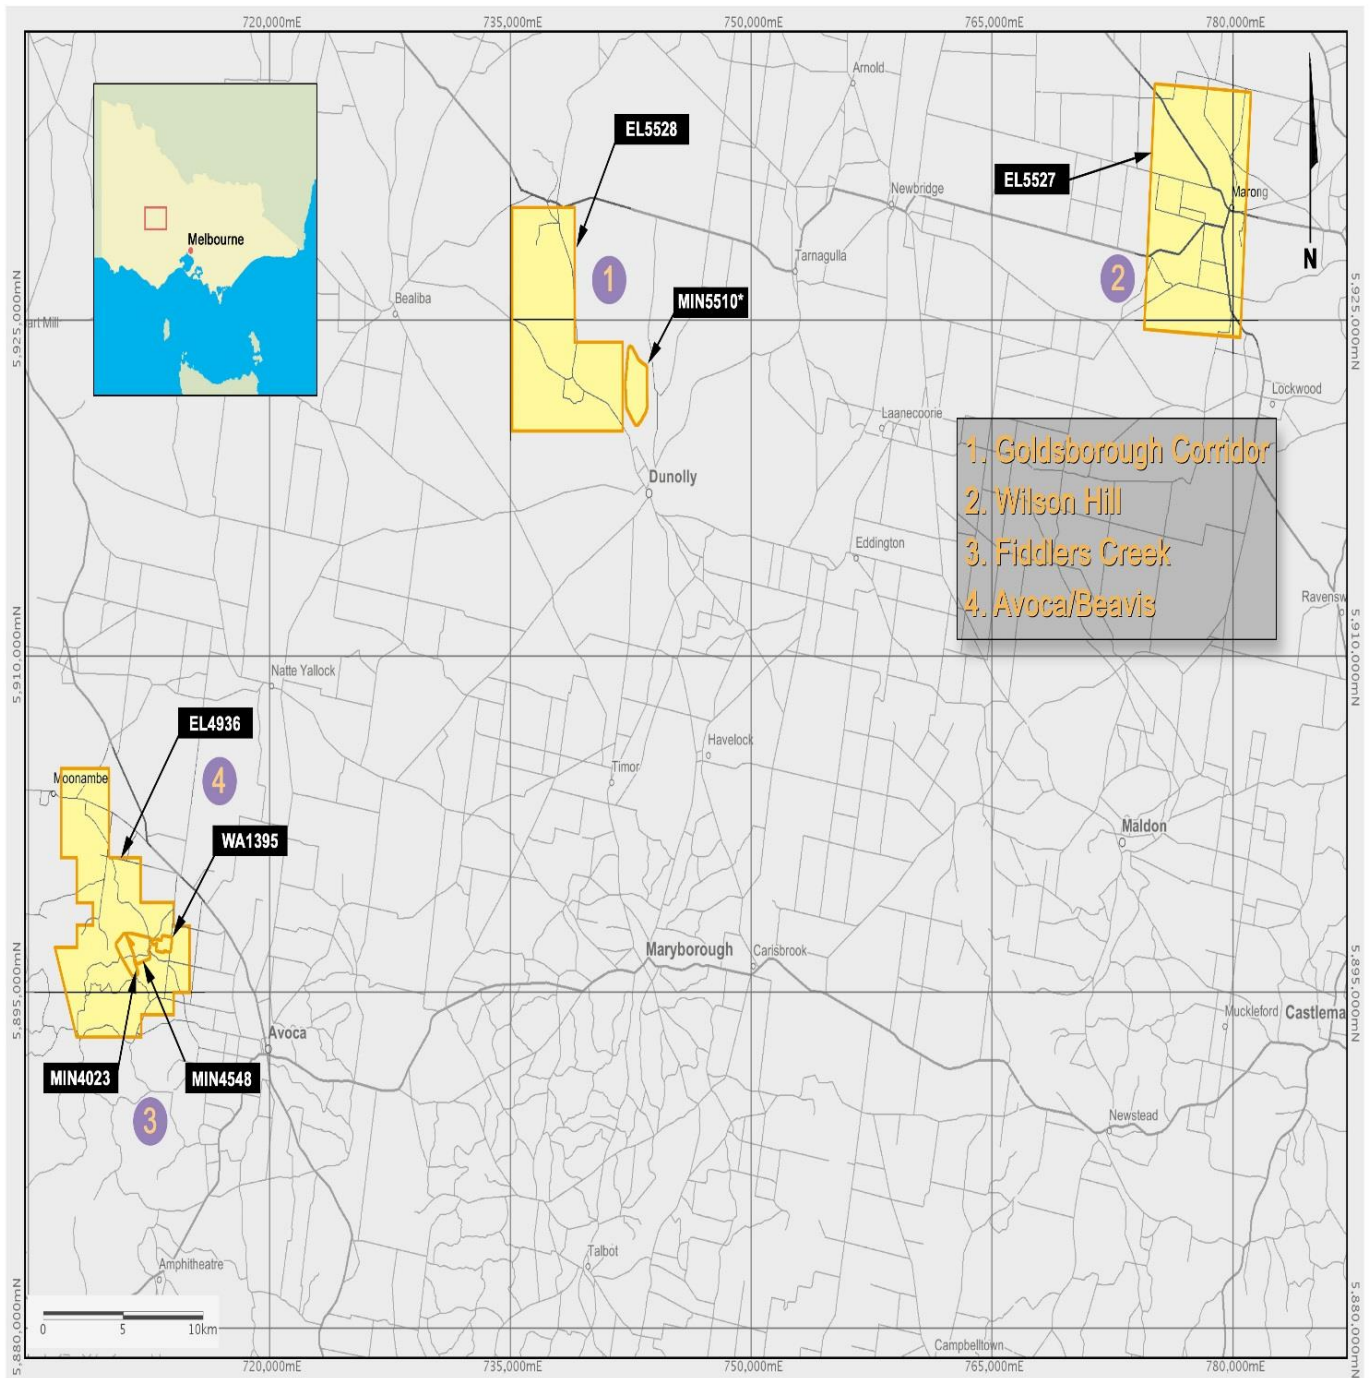 720,000mE
735,000mE
750,000mE
765,000mE
780,000mE
Arnold
EL5528
EL5527
Newbridge
Marong
Melbourne
Tarnagulla
N
1
2
MIN5510*
5,925,000mN
5,925,000mN
Bealiba
art Mill
Lockwood
Laanecoorie
1. Goldsborough Corridor
2. Wilson Hill
3. Fiddlers Creek
4. Avoca/Beavis
Dunolly
Eddington
Ravensw
5,910,000mN
5,910,000mN
Natte Yallock
EL4936
Havelock
4
Timor
Moonambe
WA1395
Maldon
Maryborough
Carisbrook
5,895,000mN
5,895,000mN
Muckleford
Castlema
Avoca
MIN4023
MIN4548
3
Newstead
Talbot
Amphitheatre
5,880,000mN
5,880,000mN
0 5 10km
Campbelltown
720,000mE
735,000mE
750,000mE
765,000mE
780,000mE